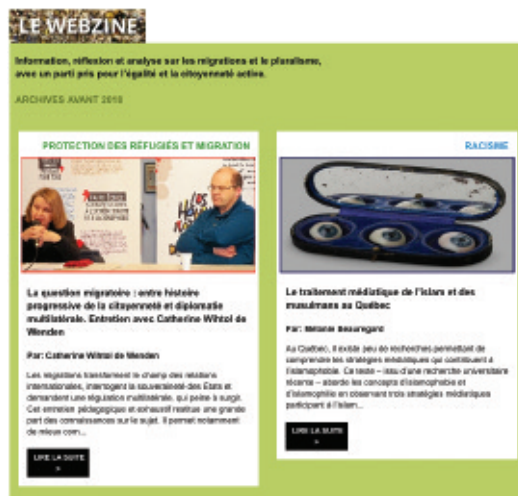 LE WEBZINE
Information, réflexion et analyse sur les migrations et le pluralisme,
avec un parti pris pour l'égalité et la citoyenneté active.
ARCHIVES AVANT 2018
PROTECTION DES RÉFUGIÉS ET MIGRATION
La question migratoire : entre histoire
progressive de la citoyenneté et diplomatie
multilatérale. Entretien avec Catherine Wihtol de
Wenden
Par: Catherine Wihtol de Wenden
Les migrations transforment le champ des relations
internationales, interrogent la souveraineté des États et
demandent une régulation multilatérale, qui peine à surgir.
Cet entretien pédagogique et exhaustif restitue une grande
part des connaissances sur le sujet. Il permet notamment
de mieux com...
LIRE LA SUITE
»
RACISME
Le traitement médiatique de l'islam et des
musulmans au Québec
Par: Mélanie Beauregard
Au Québec, il existe peu de recherches permettant de
comprendre les stratégies médiatiques qui contribuent à
l'islamophobie. Ce texte – issu d'une recherche universitaire
récente – aborde les concepts d'islamophobie et
d'islamophilie en observant trois stratégies médiatiques
participant à l'islam...
LIRE LA SUITE
»